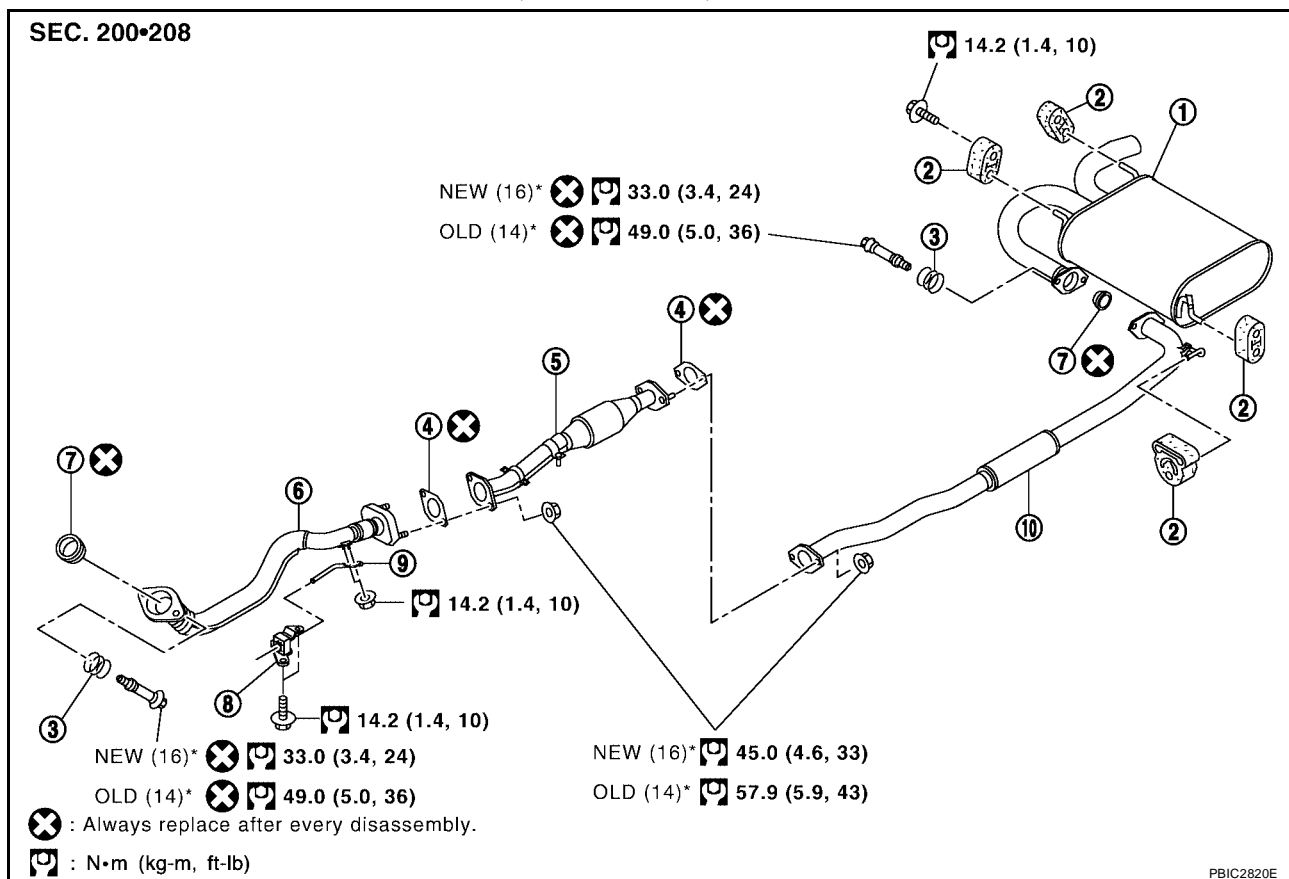 SEC. 200•208
14.2 (1.4, 10)
2
1
2
NEW (16)* 33.0 (3.4, 24)
OLD (14)* 49.0 (5.0, 36)
3
4
7
5
2
4
7
6
2
10
9
14.2 (1.4, 10)
8
3
14.2 (1.4, 10)
NEW (16)* 33.0 (3.4, 24)
NEW (16)* 45.0 (4.6, 33)
OLD (14)* 49.0 (5.0, 36)
OLD (14)* 57.9 (5.9, 43)
: Always replace after every disassembly.
: N•m (kg-m, ft-lb)
PBIC2820E